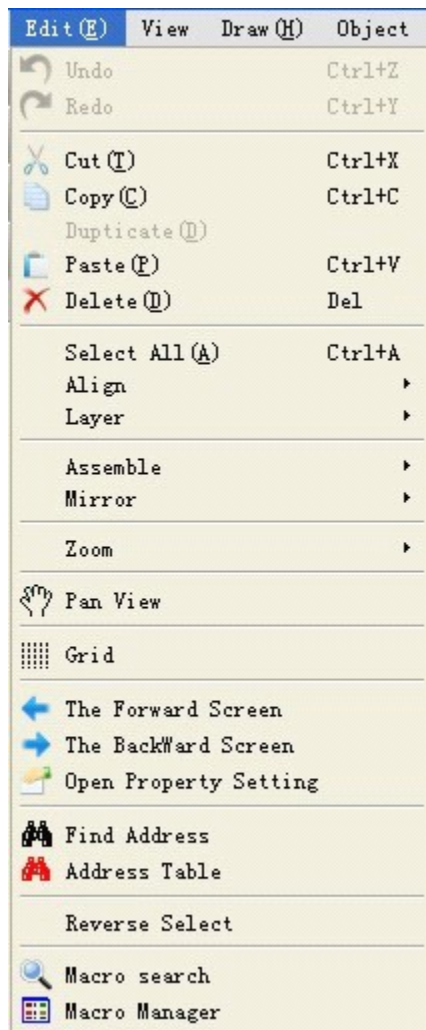 Edit(E) View Draw(H) Object
Undo Ctrl+Z
Redo Ctrl+Y
Cut(T) Ctrl+X
Copy(C) Ctrl+C
Dupticate(D)
Paste(P) Ctrl+V
Delete(D) Del
Select All(A) Ctrl+A
Align
Layer
Assemble
Mirror
Zoom
Pan View
Grid
The Forward Screen
The BackWard Screen
Open Property Setting
Find Address
Address Table
Reverse Select
Macro search
Macro Manager